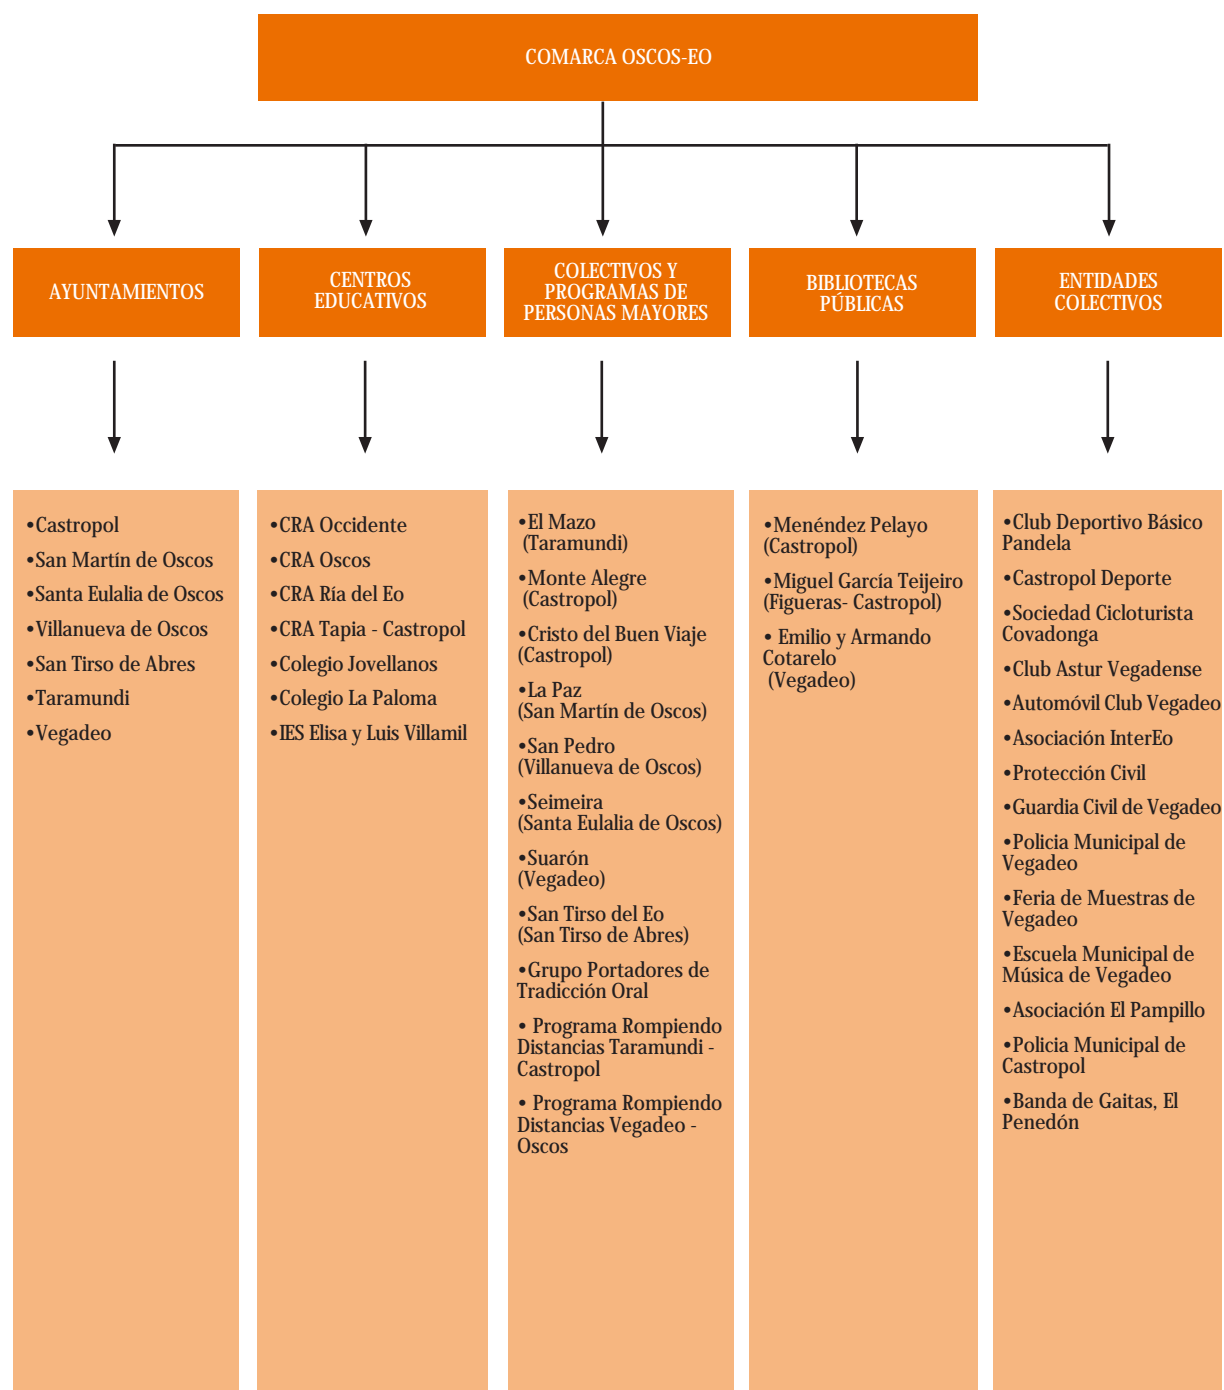 COMARCA OSCOS-EO
AYUNTAMIENTOS
CENTROS
EDUCATIVOS
COLECTIVOS Y
PROGRAMAS DE
PERSONAS MAYORES
BIBLIOTECAS
PÚBLICAS
ENTIDADES
COLECTIVOS
•Castropol
•San Martín de Oscos
•Santa Eulalia de Oscos
•Villanueva de Oscos
•San Tirso de Abres
•Taramundi
•Vegadeo
•CRA Occidente
•CRA Oscos
•CRA Ría del Eo
•CRA Tapia - Castropol
•Colegio Jovellanos
•Colegio La Paloma
•IES Elisa y Luis Villamil
•El Mazo
(Taramundi)
•Monte Alegre
(Castropol)
•Cristo del Buen Viaje
(Castropol)
•La Paz
(San Martín de Oscos)
•San Pedro
(Villanueva de Oscos)
•Seimeira
(Santa Eulalia de Oscos)
•Suarón
(Vegadeo)
•San Tirso del Eo
(San Tirso de Abres)
•Grupo Portadores de
Tradicción Oral
• Programa Rompiendo
Distancias Taramundi -
Castropol
• Programa Rompiendo
Distancias Vegadeo -
Oscos
•Menéndez Pelayo
(Castropol)
•Miguel García Teijeiro
(Figueras- Castropol)
• Emilio y Armando
Cotarelo
(Vegadeo)
•Club Deportivo Básico
Pandela
•Castropol Deporte
•Sociedad Cicloturista
Covadonga
•Club Astur Vegadense
•Automóvil Club Vegadeo
•Asociación InterEo
•Protección Civil
•Guardia Civil de Vegadeo
•Policia Municipal de
Vegadeo
•Feria de Muestras de
Vegadeo
•Escuela Municipal de
Música de Vegadeo
•Asociación El Pampillo
•Policia Municipal de
Castropol
•Banda de Gaitas, El
Penedón